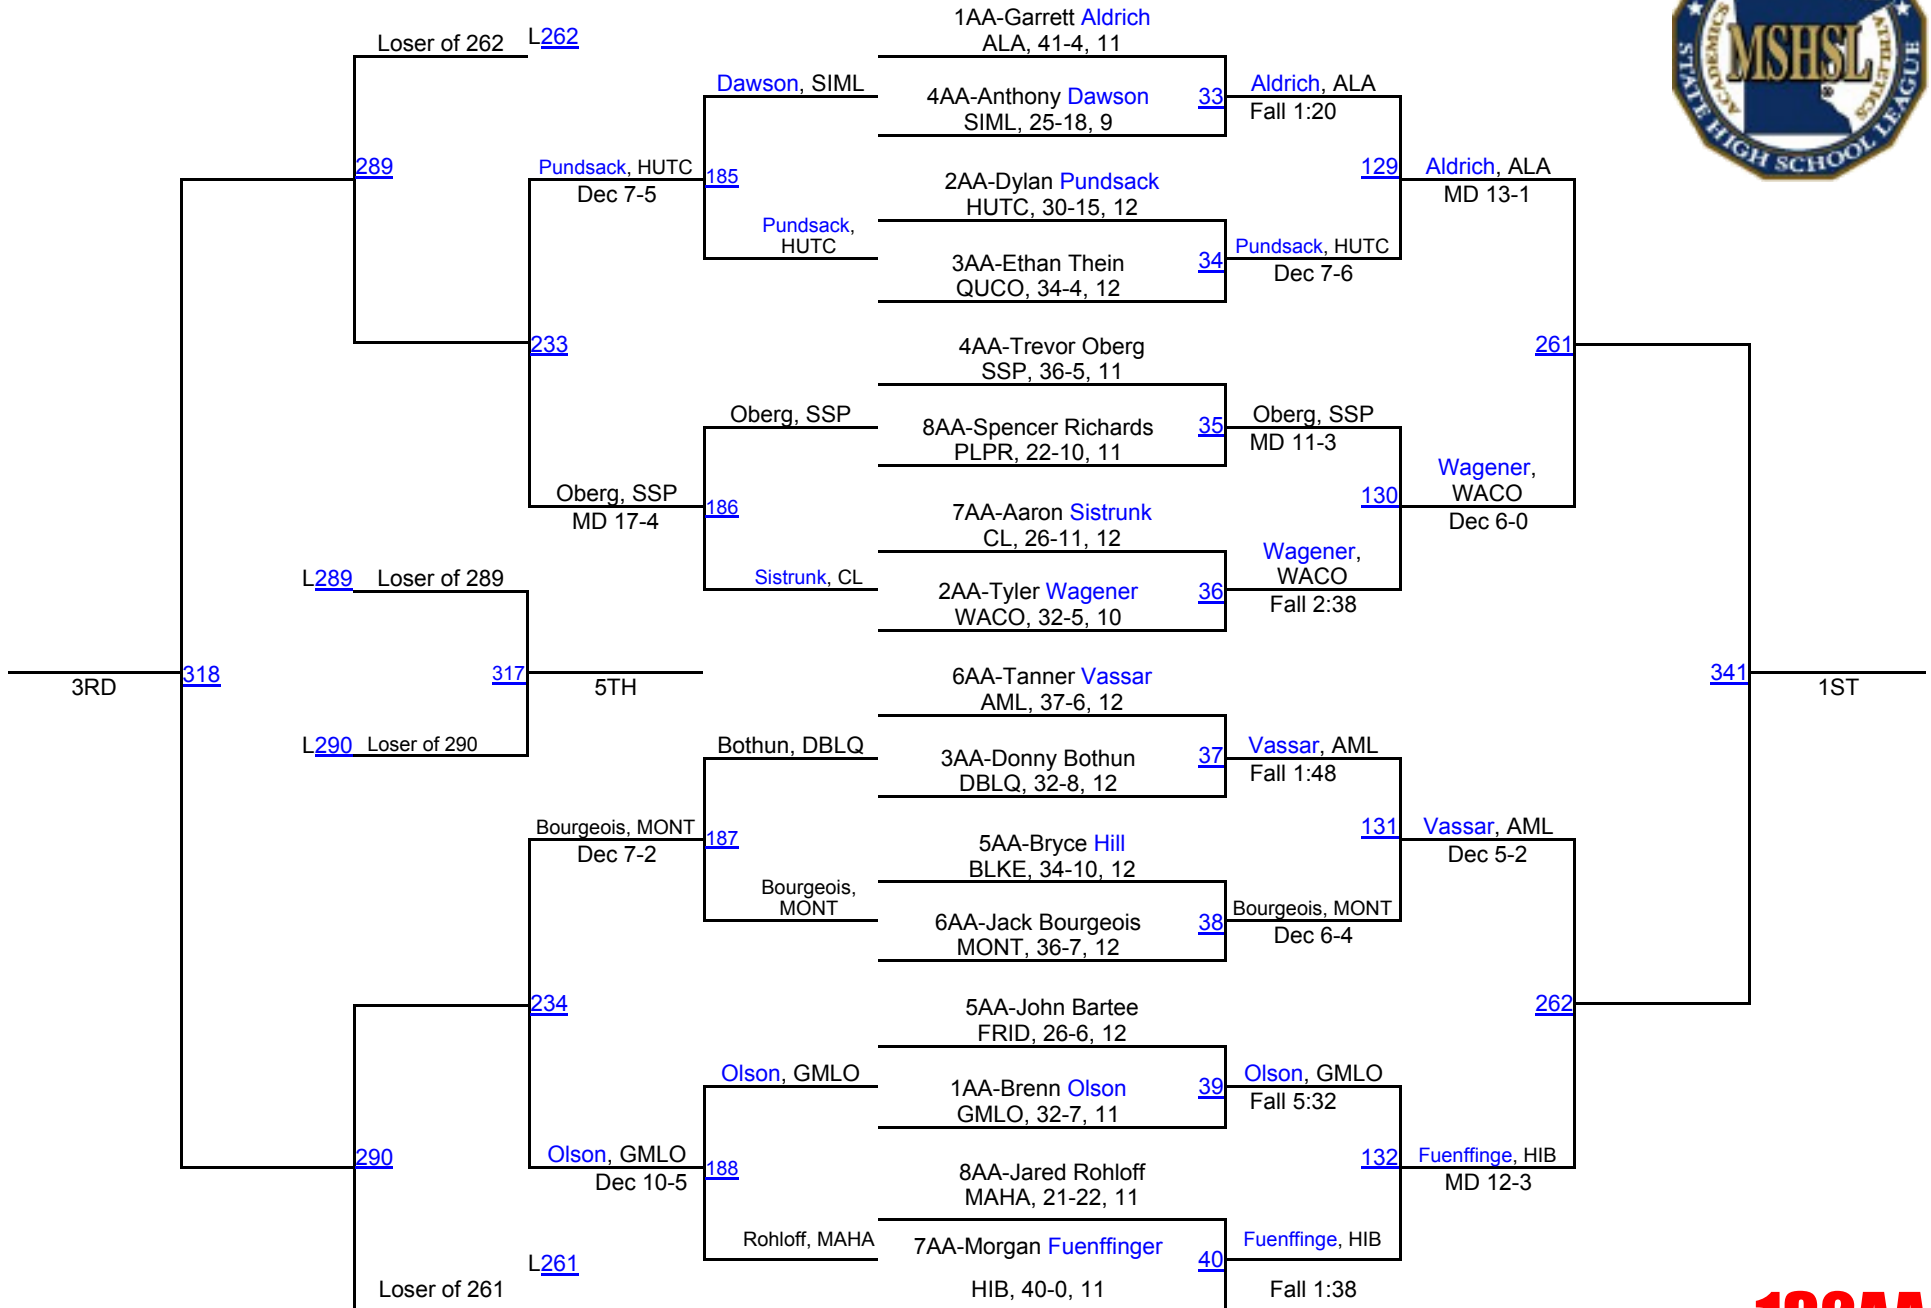 Loser of 262
L262
289
Dawson, SIML
Pundsack, HUTC
Dec 7-5
185
Pundsack,
HUTC
233
Oberg, SSP
Oberg, SSP
MD 17-4
186
Sistrunk, CL
L289 Loser of 289
3RD
318
317
5TH
L290 Loser of 290
Bothun, DBLQ
Bourgeois, MONT
Dec 7-2
187
Bourgeois,
MONT
234
Olson, GMLO
290
Olson, GMLO
Dec 10-5
188
Rohloff, MAHA
L261
Loser of 261
1AA-Garrett Aldrich
ALA, 41-4, 11
4AA-Anthony Dawson
SIML, 25-18, 9
33
2AA-Dylan Pundsack
HUTC, 30-15, 12
3AA-Ethan Thein
QUCO, 34-4, 12
34
4AA-Trevor Oberg
SSP, 36-5, 11
8AA-Spencer Richards
PLPR, 22-10, 11
35
7AA-Aaron Sistrunk
CL, 26-11, 12
2AA-Tyler Wagener
WACO, 32-5, 10
36
6AA-Tanner Vassar
AML, 37-6, 12
3AA-Donny Bothun
DBLQ, 32-8, 12
37
5AA-Bryce Hill
BLKE, 34-10, 12
6AA-Jack Bourgeois
MONT, 36-7, 12
38
5AA-John Bartee
FRID, 26-6, 12
1AA-Brenn Olson
GMLO, 32-7, 11
39
8AA-Jared Rohloff
MAHA, 21-22, 11
7AA-Morgan Fuenffinger
HIB, 40-0, 11
40
Aldrich, ALA
Fall 1:20
129
Pundsack, HUTC
Dec 7-6
Oberg, SSP
MD 11-3
130
Wagener,
WACO
Fall 2:38
Vassar, AML
Fall 1:48
131
Bourgeois, MONT
Dec 6-4
Olson, GMLO
Fall 5:32
132
Fuenffinge, HIB
Fall 1:38
Aldrich, ALA
MD 13-1
261
Wagener,
WACO
Dec 6-0
Vassar, AML
Dec 5-2
262
Fuenffinge, HIB
MD 12-3
341
1ST
ACADEMICS
MSHSL
ATHLETICS
STATE HIGH SCHOOL LEAGUE